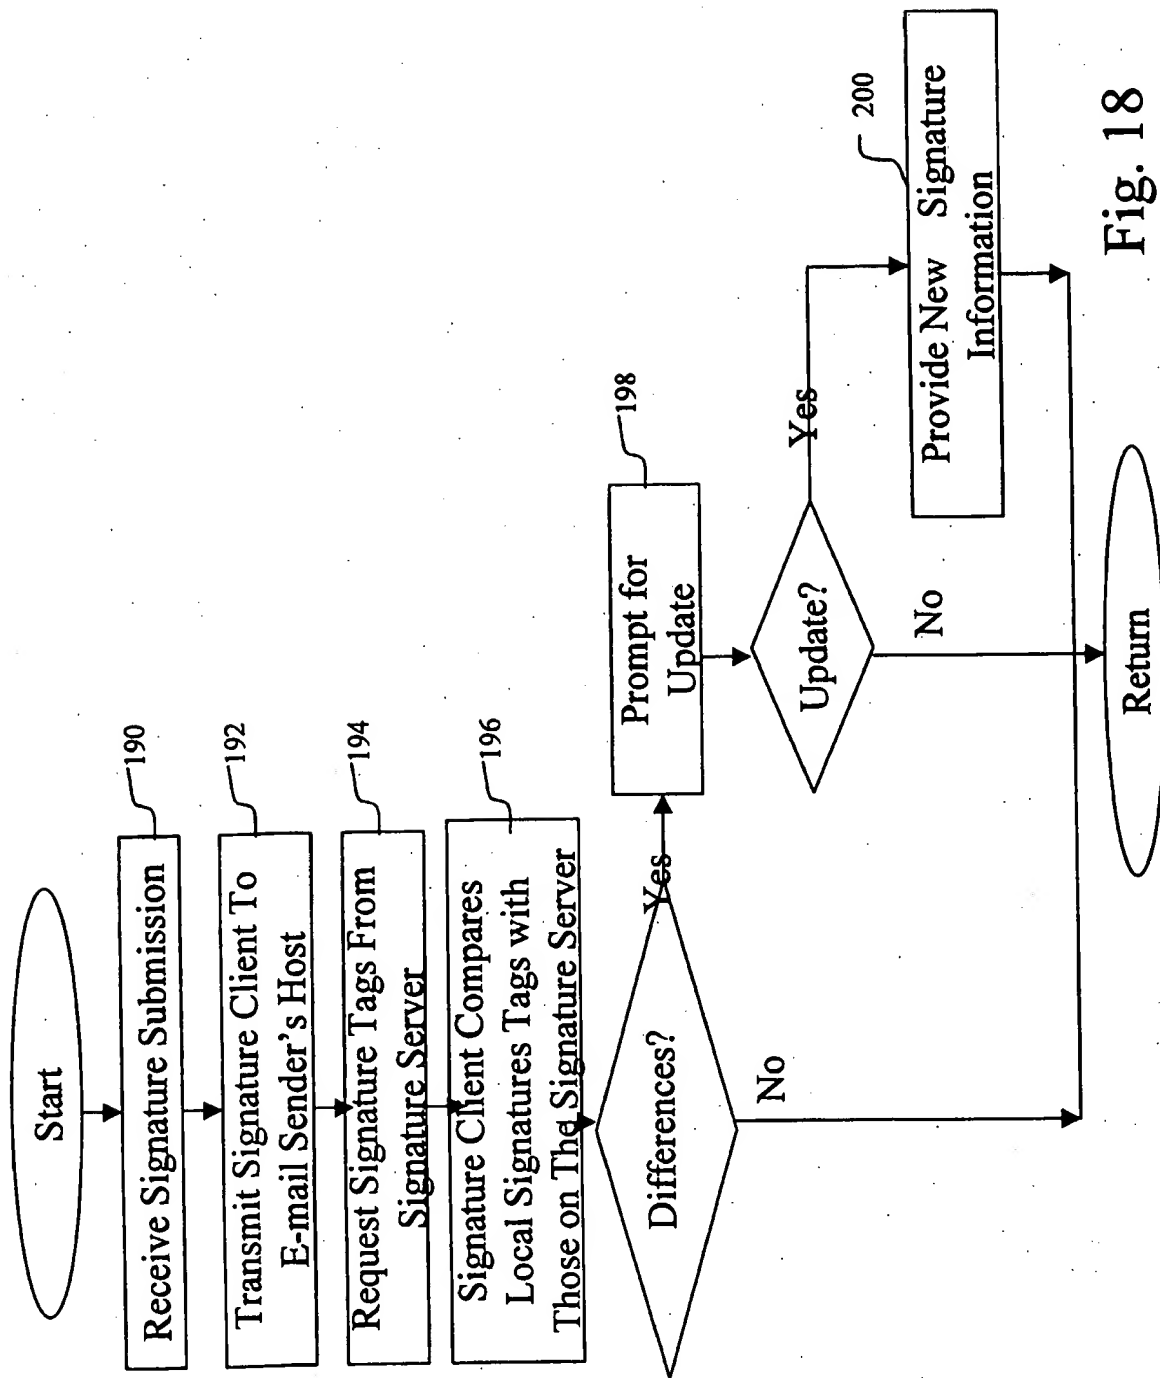 Start
Receive Signature Submission
190
Transmit Signature Client To
E-mail Sender's Host
192
Request Signature Tags From
Signature Server
194
Signature Client Compares
Local Signatures Tags with
Those on The Signature Server
196
Differences?
Yes
No
Prompt for
Update
198
Update?
Yes
No
Provide New Signature
Information
200
Return
Fig. 18